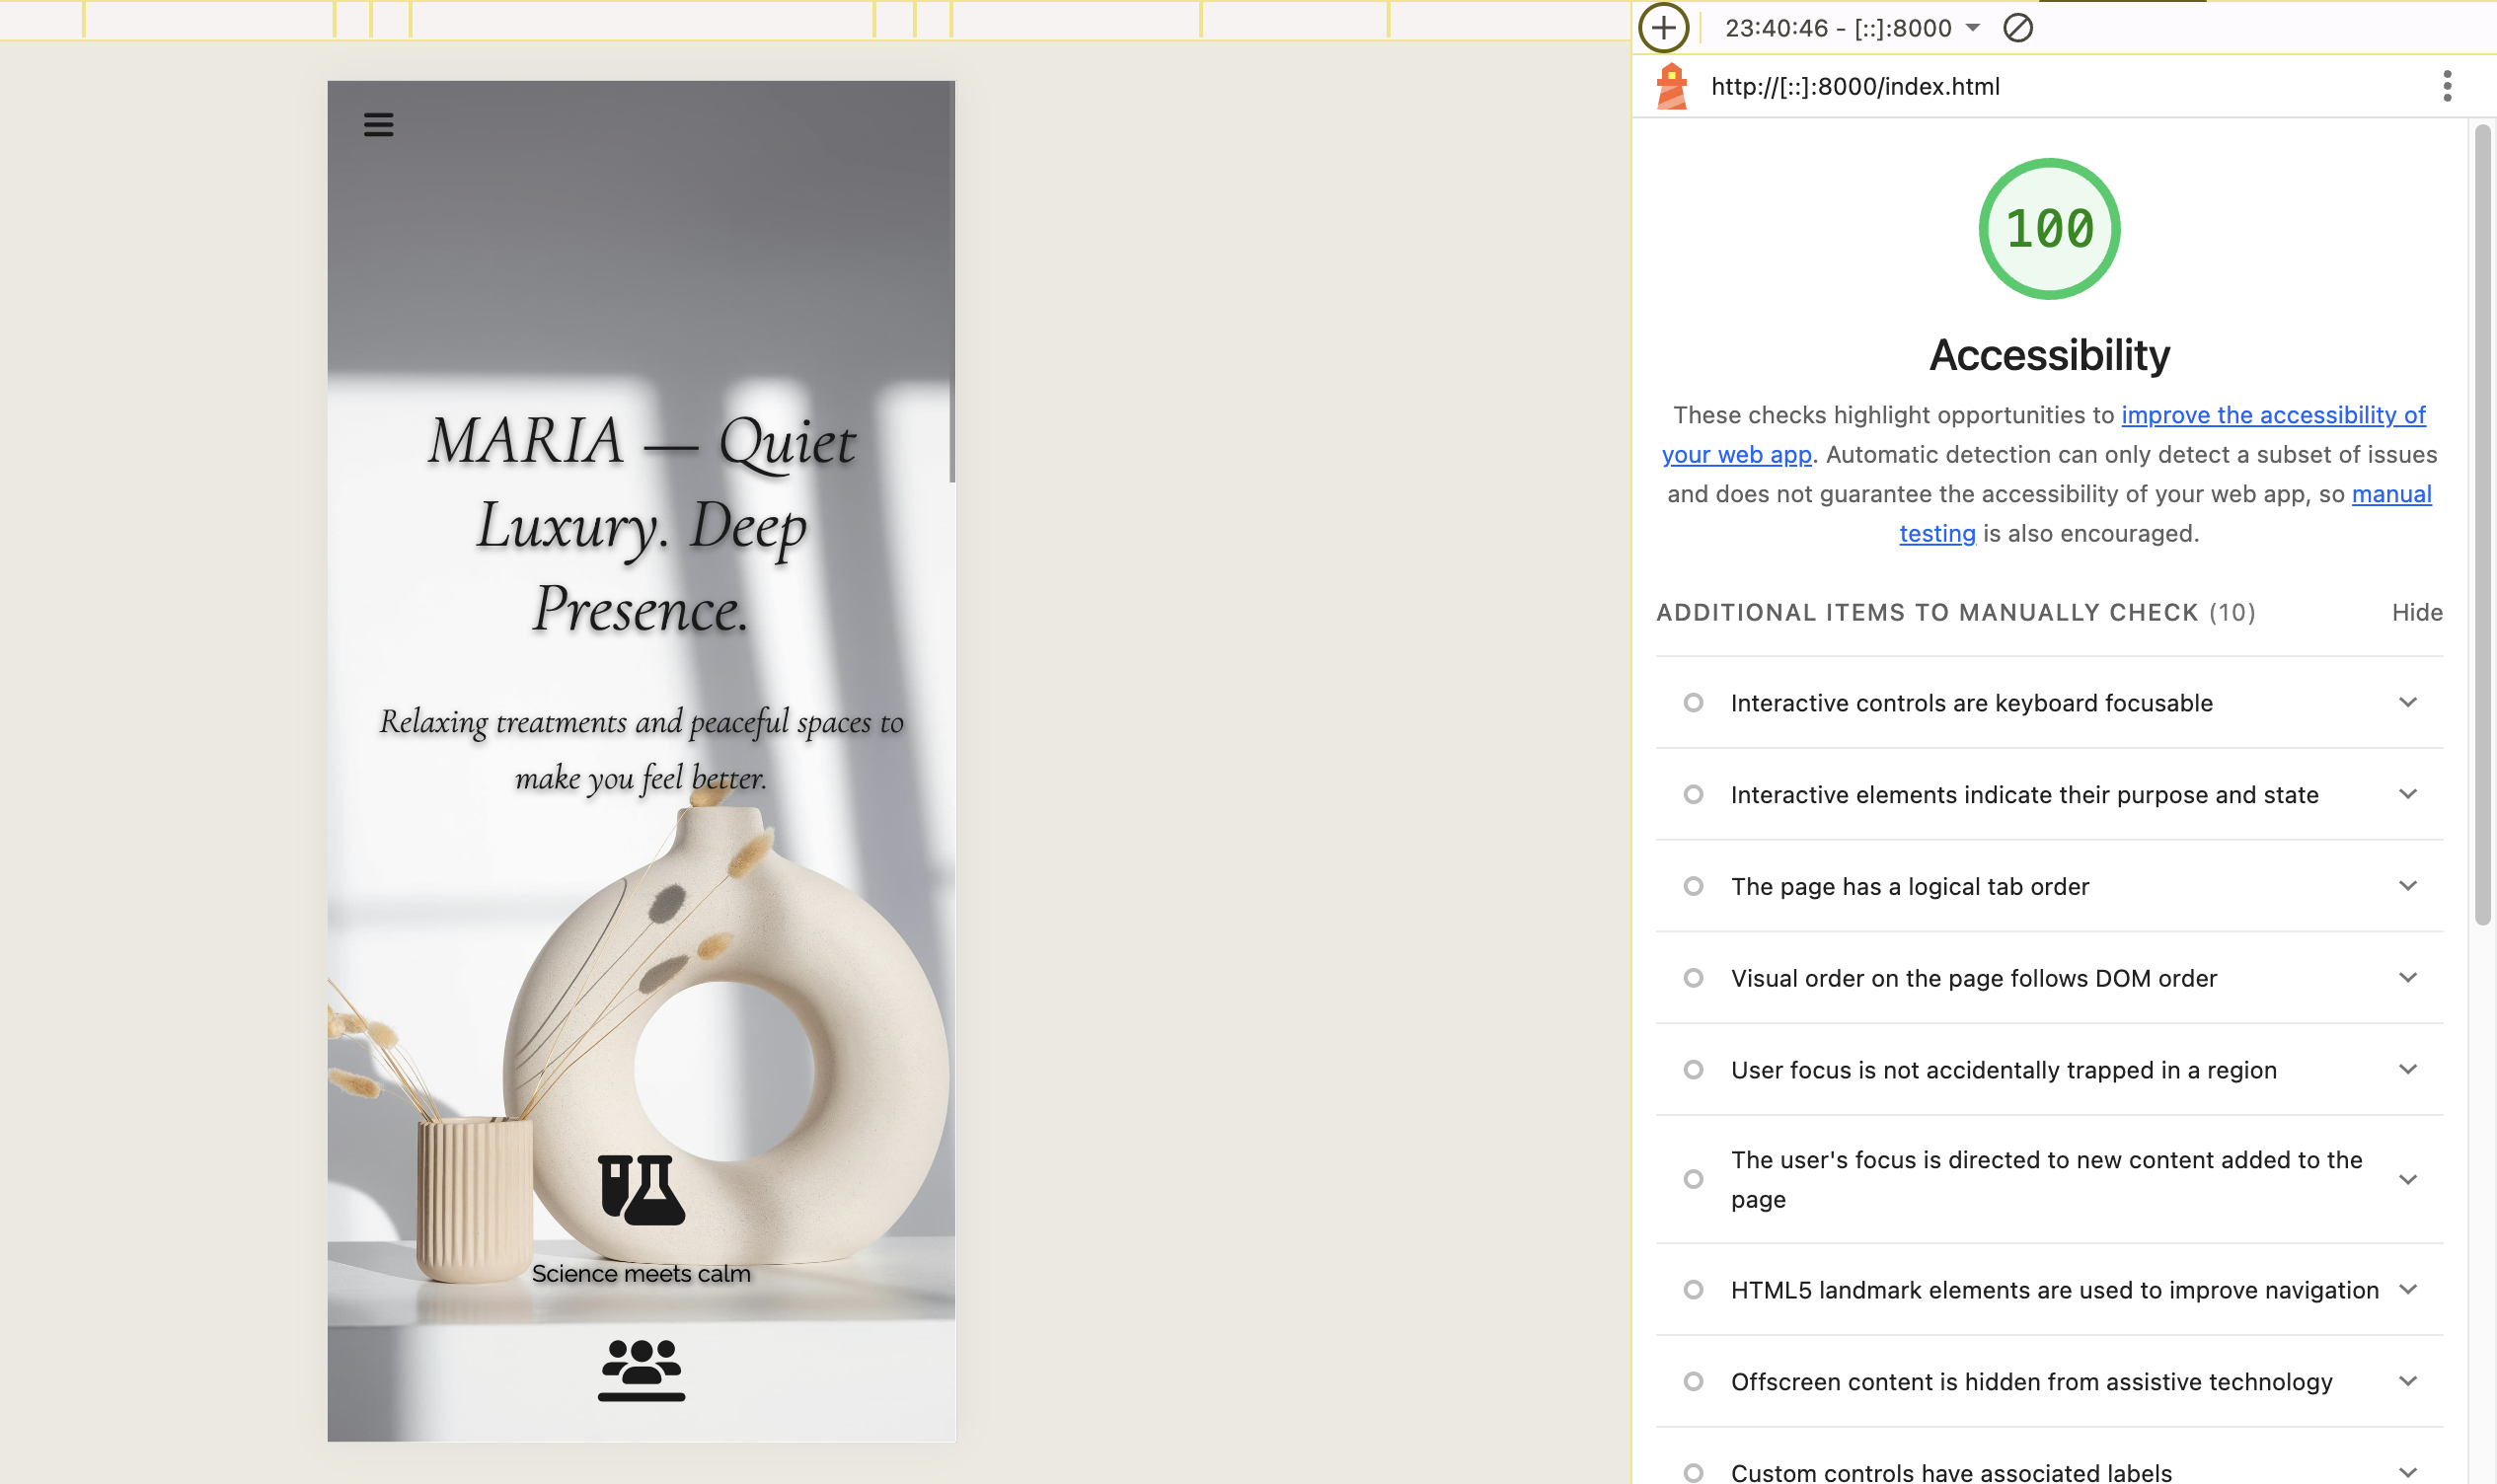 MARIA — Quiet
Luxury. Deep
Presence.
Relaxing treatments and peaceful spaces to
make you feel better.
Science meets calm
23:40:46 - [::]:8000
http://[::]:8000/index.html
100
Accessibility
These checks highlight opportunities to improve the accessibility of
your web app. Automatic detection can only detect a subset of issues
and does not guarantee the accessibility of your web app, so manual
testing is also encouraged.
ADDITIONAL ITEMS TO MANUALLY CHECK (10) Hide
Interactive controls are keyboard focusable
Interactive elements indicate their purpose and state
The page has a logical tab order
Visual order on the page follows DOM order
User focus is not accidentally trapped in a region
The user's focus is directed to new content added to the
page
HTML5 landmark elements are used to improve navigation
Offscreen content is hidden from assistive technology
Custom controls have associated labels